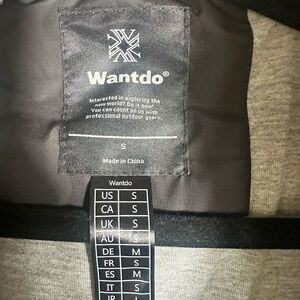 Wantdo®
Interested in exploring the
new world? Do it now!
You can count on us with
professional outdoor gears.
S
Made in China
Wantdo
US S
CA S
UK S
AU S
DE M
FR S
ES M
IT S
JP L